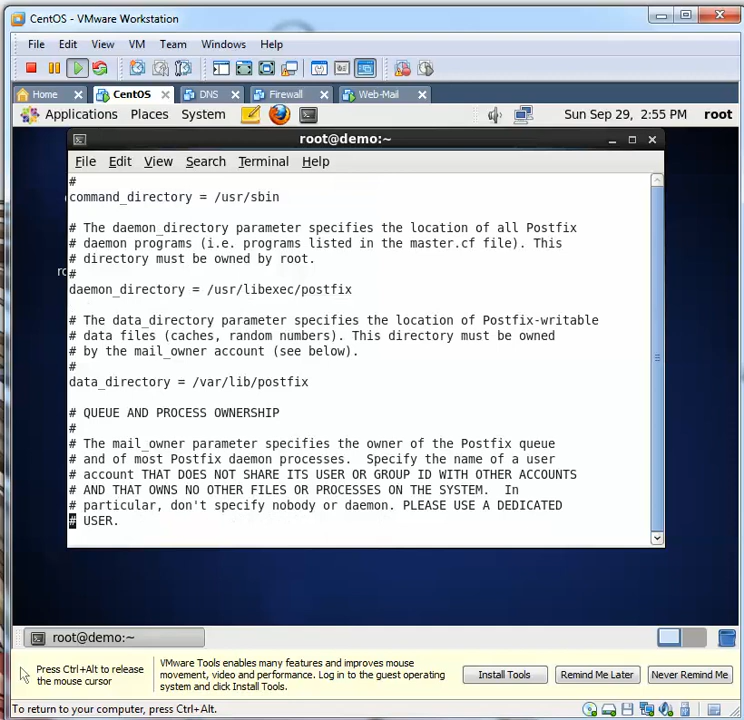 CentOS - VMware Workstation
File Edit View VM Team Windows Help
Home CentOS DNS Firewall Web-Mail
Applications Places System Sun Sep 29, 2:55 PM root
root@demo:~
File Edit View Search Terminal Help
#
command_directory = /usr/sbin
# The daemon_directory parameter specifies the location of all Postfix
# daemon programs (i.e. programs listed in the master.cf file). This
# directory must be owned by root.
#
daemon_directory = /usr/libexec/postfix
# The data_directory parameter specifies the location of Postfix-writable
# data files (caches, random numbers). This directory must be owned
# by the mail_owner account (see below).
#
data_directory = /var/lib/postfix
# QUEUE AND PROCESS OWNERSHIP
#
# The mail_owner parameter specifies the owner of the Postfix queue
# and of most Postfix daemon processes.  Specify the name of a user
# account THAT DOES NOT SHARE ITS USER OR GROUP ID WITH OTHER ACCOUNTS
# AND THAT OWNS NO OTHER FILES OR PROCESSES ON THE SYSTEM.  In
# particular, don't specify nobody or daemon. PLEASE USE A DEDICATED
# USER.
root@demo:~
Press Ctrl+Alt to release
the mouse cursor
VMware Tools enables many features and improves mouse
movement, video and performance. Log in to the guest operating
system and click Install Tools.
Install Tools Remind Me Later Never Remind Me
To return to your computer, press Ctrl+Alt.